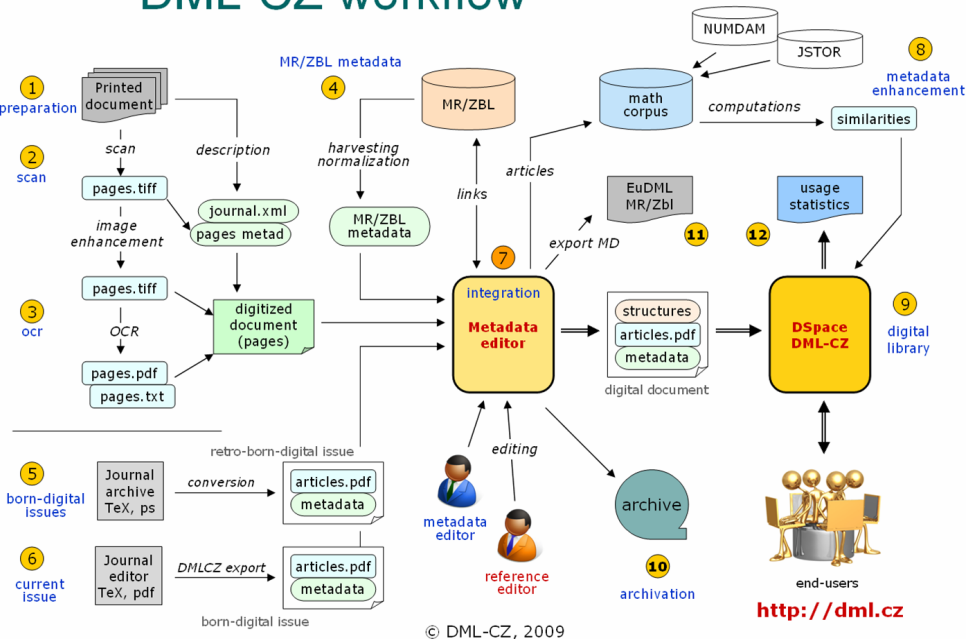 DML-CZ workflow
NUMDAM
JSTOR
8
metadata
enhancement
MR/ZBL metadata
4
MR/ZBL
math
corpus
computations
similarities
1
preparation
Printed
document
scan
description
harvesting
normalization
links
articles
2
scan
pages.tiff
journal.xml
pages metad
MR/ZBL
metadata
EuDML
MR/Zbl
usage
statistics
image
enhancement
export MD
11
12
7
pages.tiff
integration
Metadata
editor
3
ocr
OCR
digitized
document
(pages)
structures
articles.pdf
metadata
digital document
DSpace
DML-CZ
9
digital
library
pages.pdf
pages.txt
retro-born-digital issue
editing
5
born-digital
issues
Journal
archive
TeX, ps
conversion
articles.pdf
metadata
metadata
editor
archive
6
current
issue
Journal
editor
TeX, pdf
DMLCZ export
articles.pdf
metadata
born-digital issue
reference
editor
10
archivation
end-users
http://dml.cz
© DML-CZ, 2009